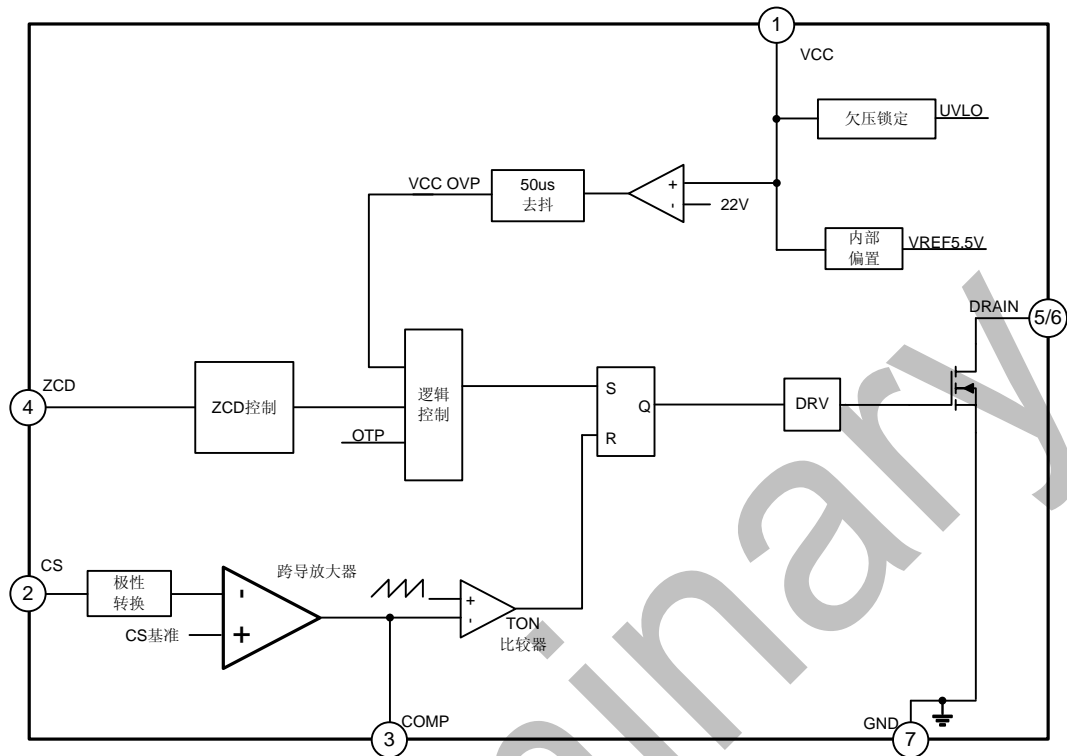 1
VCC
欠压锁定
UVLO
VCC OVP
50us
去抖
+
-
22V
内部
偏置
VREF5.5V
DRAIN
5/6
ZCD
4
ZCD控制
逻辑
控制
OTP
S
Q
R
DRV
CS
2
极性
转换
跨导放大器
-
+
CS基准
+
-
TON
比较器
COMP
3
GND
7
inary